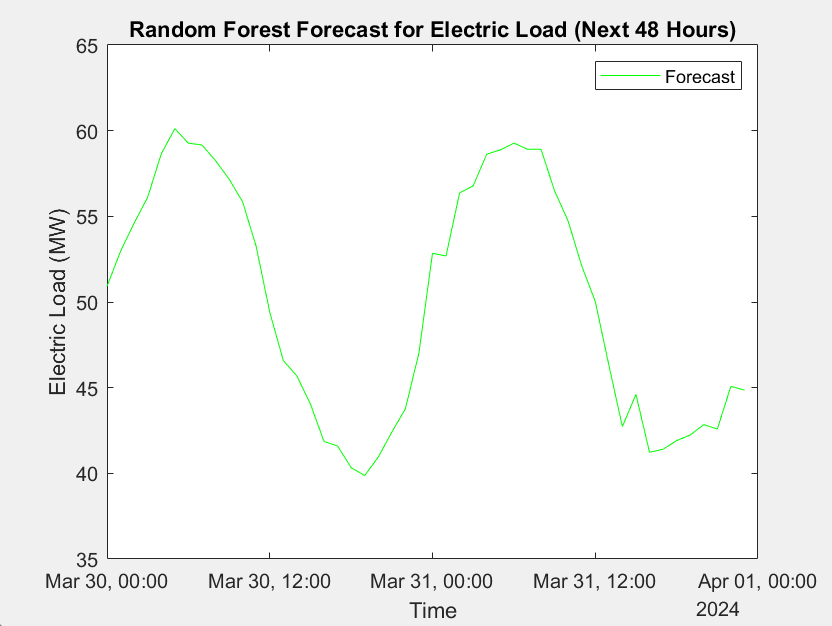 Random Forest Forecast for Electric Load (Next 48 Hours)
Forecast
Electric Load (MW)
65
60
55
50
45
40
35
Mar 30, 00:00
Mar 30, 12:00
Mar 31, 00:00
Mar 31, 12:00
Apr 01, 00:00
Time
2024